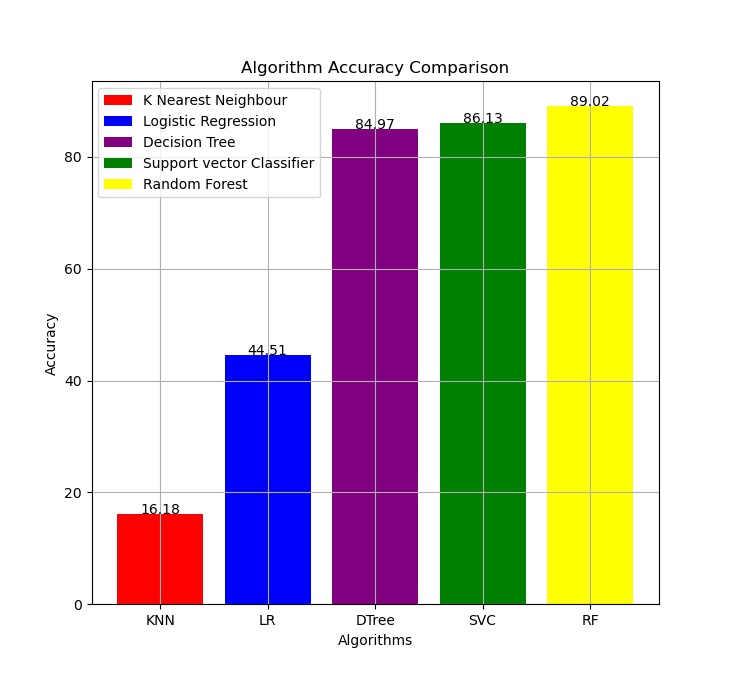 Algorithm Accuracy Comparison
K Nearest Neighbour
Logistic Regression
Decision Tree
Support vector Classifier
Random Forest
89.02
86.13
84.97
44.51
16.18
80
60
40
20
0
Accuracy
KNN LR DTree SVC RF
Algorithms